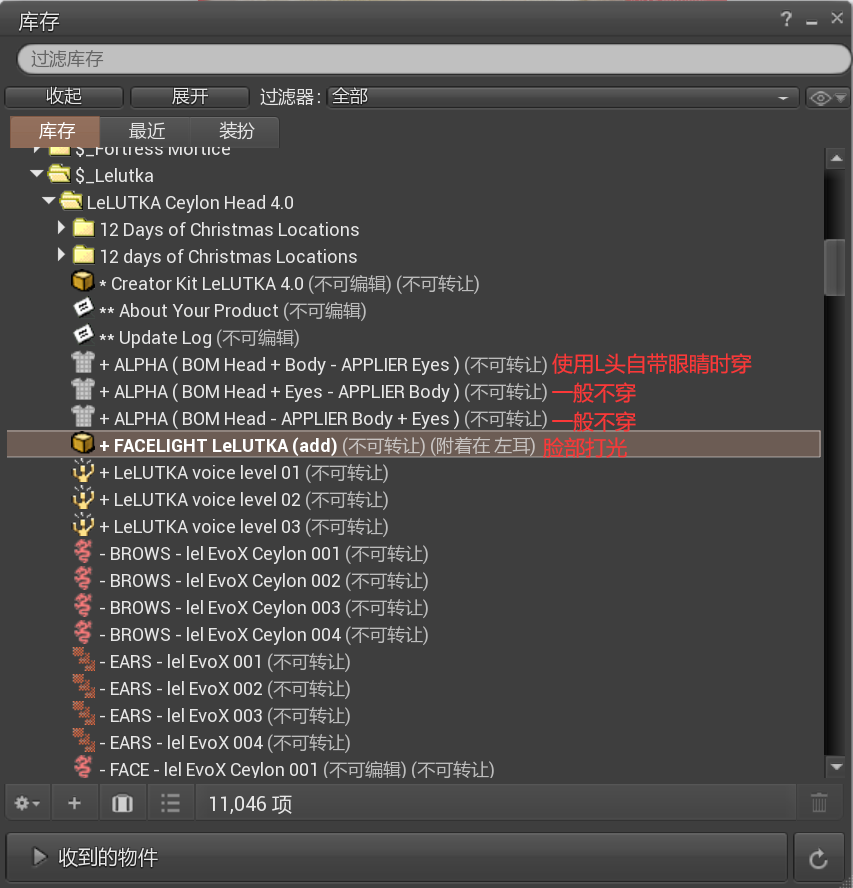 库存
?
过滤库存
收起 展开 过滤器: 全部
库存 最近 装扮
$_Fortress Mortice
$_Lelutka
LeLUTKA Ceylon Head 4.0
12 Days of Christmas Locations
12 days of Christmas Locations
* Creator Kit LeLUTKA 4.0 (不可编辑) (不可转让)
** About Your Product (不可编辑)
** Update Log (不可编辑)
+ ALPHA ( BOM Head + Body - APPLIER Eyes ) (不可转让) 使用L头自带眼睛时穿
+ ALPHA ( BOM Head + Eyes - APPLIER Body ) (不可转让) 一般不穿
+ ALPHA ( BOM Head - APPLIER Body + Eyes ) (不可转让) 一般不穿
+ FACELIGHT LeLUTKA (add) (不可转让) (附着在 左耳) 脸部打光
+ LeLUTKA voice level 01 (不可转让)
+ LeLUTKA voice level 02 (不可转让)
+ LeLUTKA voice level 03 (不可转让)
- BROWS - lel EvoX Ceylon 001 (不可转让)
- BROWS - lel EvoX Ceylon 002 (不可转让)
- BROWS - lel EvoX Ceylon 003 (不可转让)
- BROWS - lel EvoX Ceylon 004 (不可转让)
- EARS - lel EvoX 001 (不可转让)
- EARS - lel EvoX 002 (不可转让)
- EARS - lel EvoX 003 (不可转让)
- EARS - lel EvoX 004 (不可转让)
- FACE - lel EvoX Ceylon 001 (不可编辑) (不可转让)
11,046 项
收到的物件